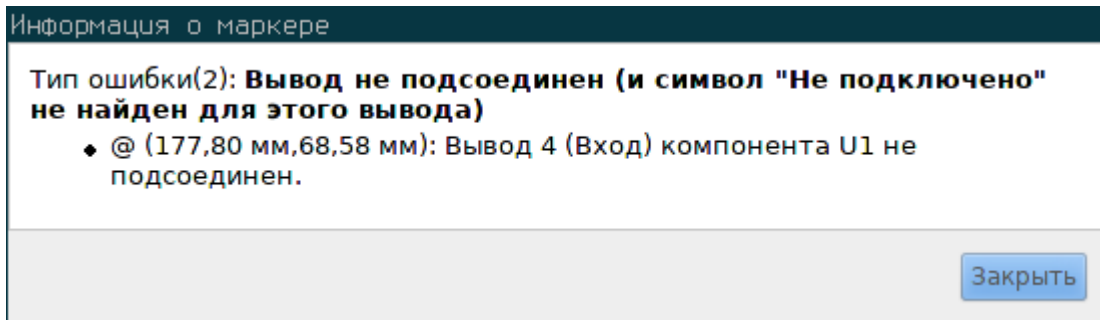 Информация о маркере
Тип ошибки(2): Вывод не подсоединен (и символ "Не подключено"
не найден для этого вывода)
@ (177,80 мм,68,58 мм): Вывод 4 (Вход) компонента U1 не
подсоединен.
Закрыть